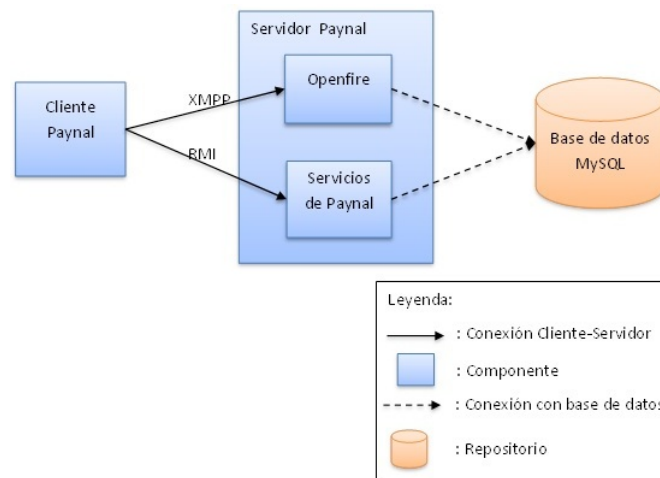 Servidor Paynal
Openfire
Cliente
Paynal
XMPP
RMI
Servicios
de Paynal
Base de datos
MySQL
Leyenda:
: Conexión Cliente-Servidor
: Componente
: Conexión con base de datos
: Repositorio